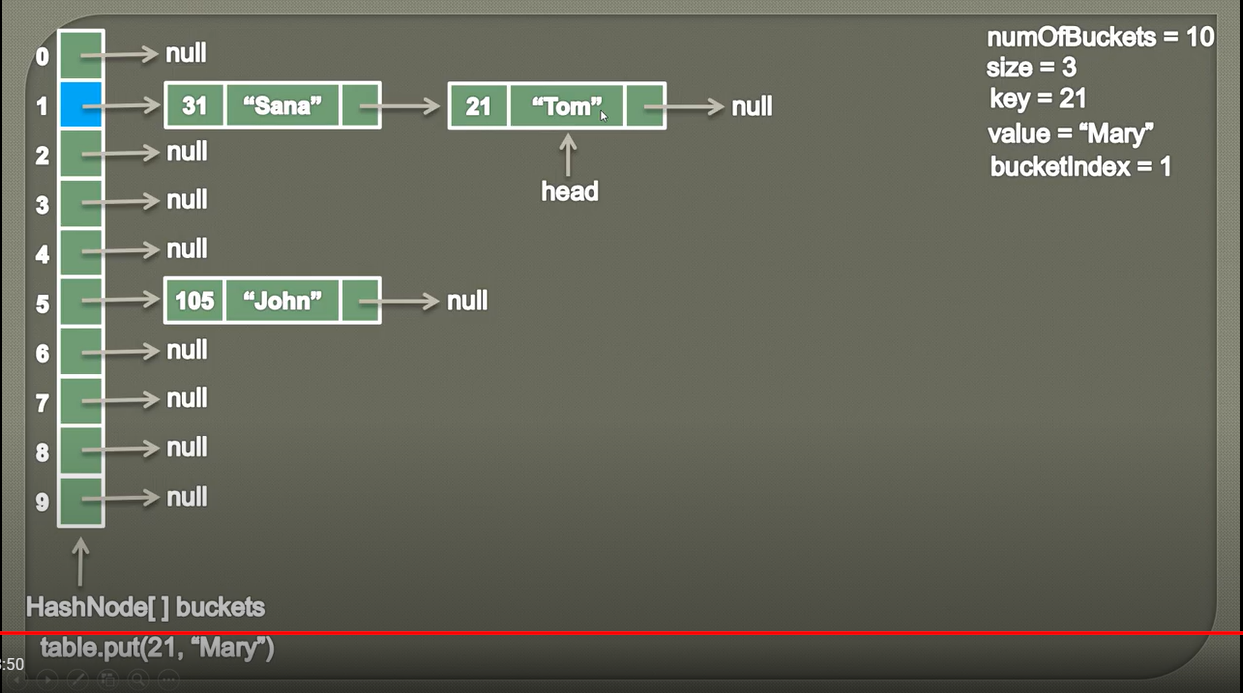 0 null
1 31 “Sana” 21 “Tom” null
2 null
head
3 null
4 null
5 105 “John” null
6 null
7 null
8 null
9 null
HashNode[ ] buckets
table.put(21, “Mary”)
numOfBuckets = 10
size = 3
key = 21
value = “Mary”
bucketIndex = 1
:50